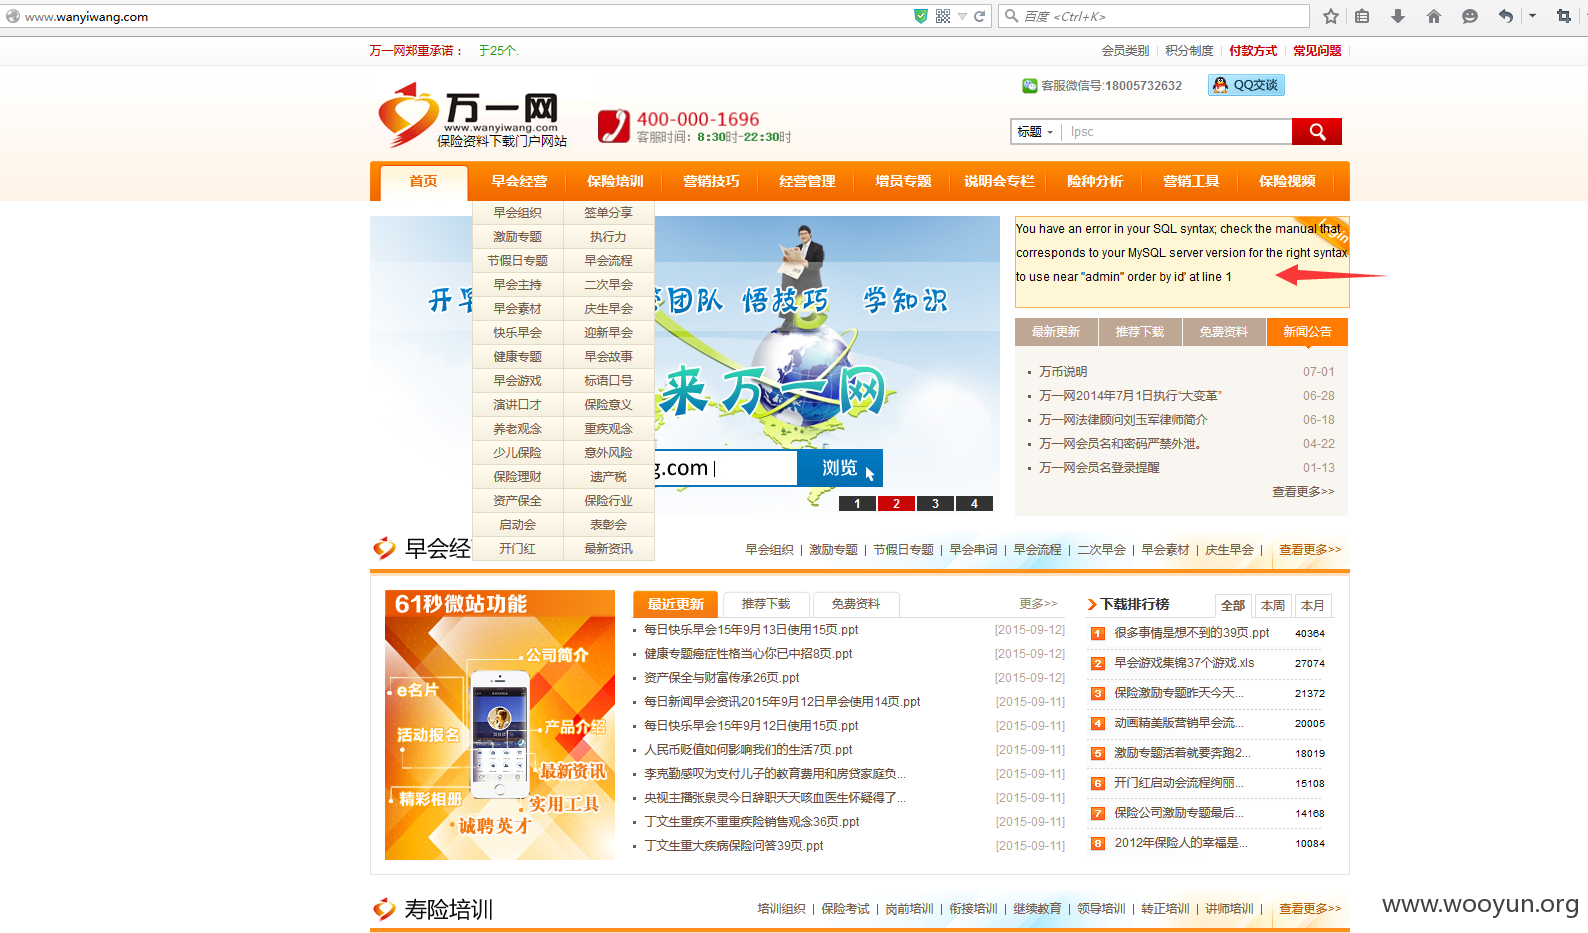 www.wanyiwang.com
百度 <Ctrl+K>
万一网郑重承诺： 于25个.
会员类别 积分制度 付款方式 常见问题
客服微信号:18005732632 QQ交谈
万一网
www.wanyiwang.com
保险资料下载门户网站
400-000-1696
客服时间：8:30时-22:30时
标题 lpsc
首页 早会经营 保险培训 营销技巧 经营管理 增员专题 说明会专栏 险种分析 营销工具 保险视频
早会组织 签单分享
激励专题 执行力
节假日专题 早会流程
早会主持 二次早会
早会素材 庆生早会
快乐早会 迎新早会
健康专题 早会故事
早会游戏 标语口号
演讲口才 保险意义
养老观念 重疾观念
少儿保险 意外风险
保险理财 遗产税
资产保全 保险行业
启动会 表彰会
开门红 最新资讯
团队 悟技巧 学知识
来万一网
g.com 浏览
1 2 3 4
Login
You have an error in your SQL syntax; check the manual that
corresponds to your MySQL server version for the right syntax
to use near "admin" order by id' at line 1
最新更新 推荐下载 免费资料 新闻公告
万币说明 07-01
万一网2014年7月1日执行“大变革” 06-28
万一网法律顾问刘玉军律师简介 06-18
万一网会员名和密码严禁外泄。 04-22
万一网会员名登录提醒 01-13
查看更多>>
早会经
早会组织 | 激励专题 | 节假日专题 | 早会串词 | 早会流程 | 二次早会 | 早会素材 | 庆生早会 | 查看更多>>
61秒微站功能
公司简介
e名片
产品介绍
活动报名
最新资讯
精彩相册
实用工具
诚聘英才
最近更新 推荐下载 免费资料 更多>>
每日快乐早会15年9月13日使用15页.ppt [2015-09-12]
健康专题癌症性格当心你已中招8页.ppt [2015-09-12]
资产保全与财富传承26页.ppt [2015-09-12]
每日新闻早会资讯2015年9月12日早会使用14页.ppt [2015-09-11]
每日快乐早会15年9月12日使用15页.ppt [2015-09-11]
人民币贬值如何影响我们的生活7页.ppt [2015-09-11]
李克勤感叹为支付儿子的教育费用和房贷家庭负... [2015-09-11]
央视主播张泉灵今日辞职天天咳血医生怀疑得了... [2015-09-11]
丁文生重疾不重重疾险销售观念36页.ppt [2015-09-11]
丁文生重大疾病保险问答39页.ppt [2015-09-11]
下载排行榜 全部 本周 本月
1 很多事情是想不到的39页.ppt 40364
2 早会游戏集锦37个游戏.xls 27074
3 保险激励专题昨天今天... 21372
4 动画精美版营销早会流... 20005
5 激励专题活着就要奔跑2... 18019
6 开门红启动会流程绚丽... 15108
7 保险公司激励专题最后... 14168
8 2012年保险人的幸福是... 10084
寿险培训
培训组织 | 保险考试 | 岗前培训 | 衔接培训 | 继续教育 | 领导培训 | 转正培训 | 讲师培训 | 查看更多>>
www.wooyun.org